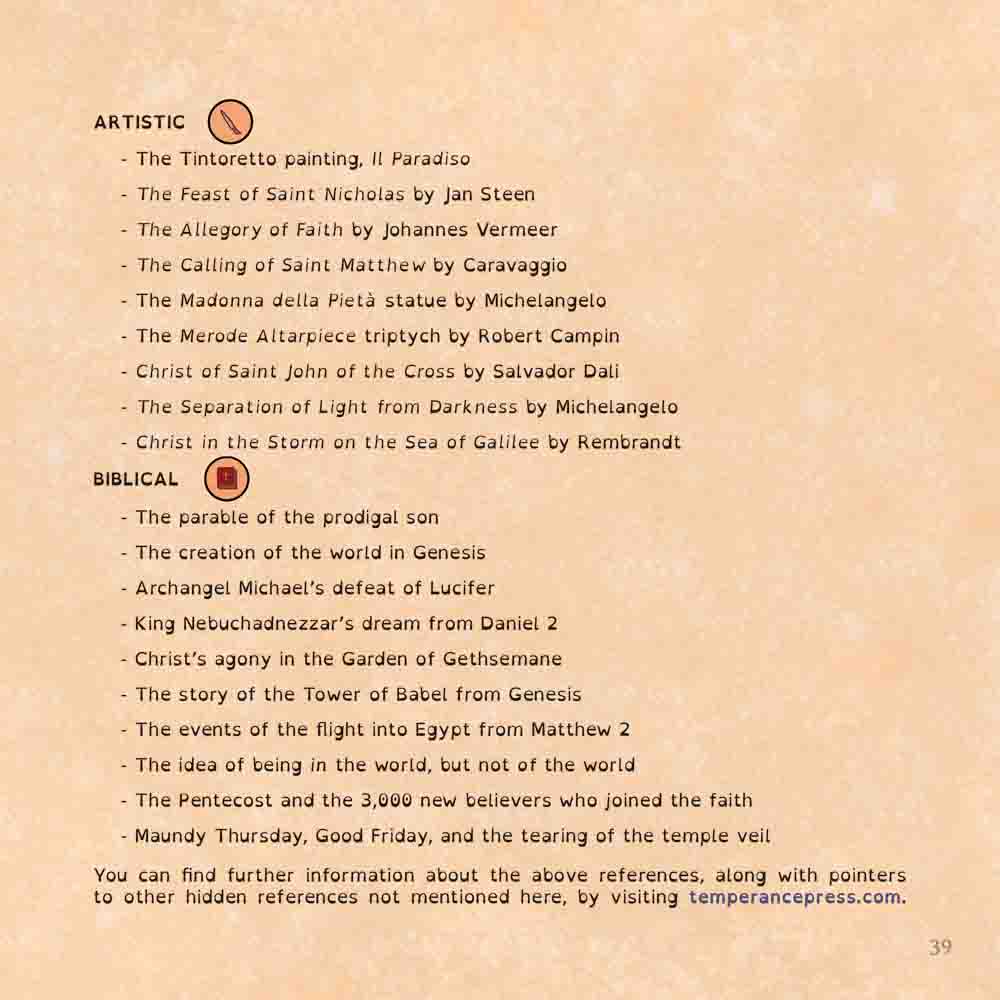 ARTISTIC
- The Tintoretto painting, Il Paradiso
- The Feast of Saint Nicholas by Jan Steen
- The Allegory of Faith by Johannes Vermeer
- The Calling of Saint Matthew by Caravaggio
- The Madonna della Pietà statue by Michelangelo
- The Merode Altarpiece triptych by Robert Campin
- Christ of Saint John of the Cross by Salvador Dali
- The Separation of Light from Darkness by Michelangelo
- Christ in the Storm on the Sea of Galilee by Rembrandt
BIBLICAL
- The parable of the prodigal son
- The creation of the world in Genesis
- Archangel Michael's defeat of Lucifer
- King Nebuchadnezzar's dream from Daniel 2
- Christ's agony in the Garden of Gethsemane
- The story of the Tower of Babel from Genesis
- The events of the flight into Egypt from Matthew 2
- The idea of being in the world, but not of the world
- The Pentecost and the 3,000 new believers who joined the faith
- Maundy Thursday, Good Friday, and the tearing of the temple veil
You can find further information about the above references, along with pointers
to other hidden references not mentioned here, by visiting temperancepress.com.
39